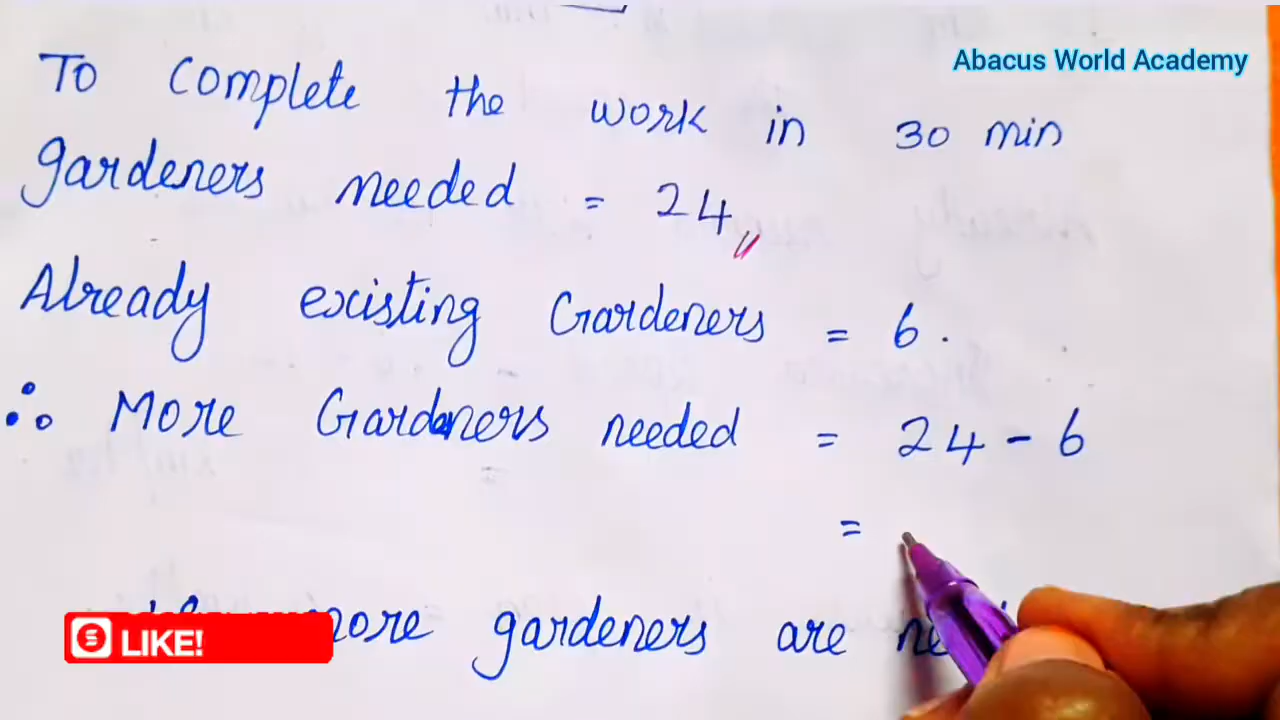 Abacus World Academy
To complete the work in 30 min
gardeners needed = 24
Already existing Gardeners = 6.
∴ More Gardeners needed = 24 - 6
=
more gardeners are
LIKE!